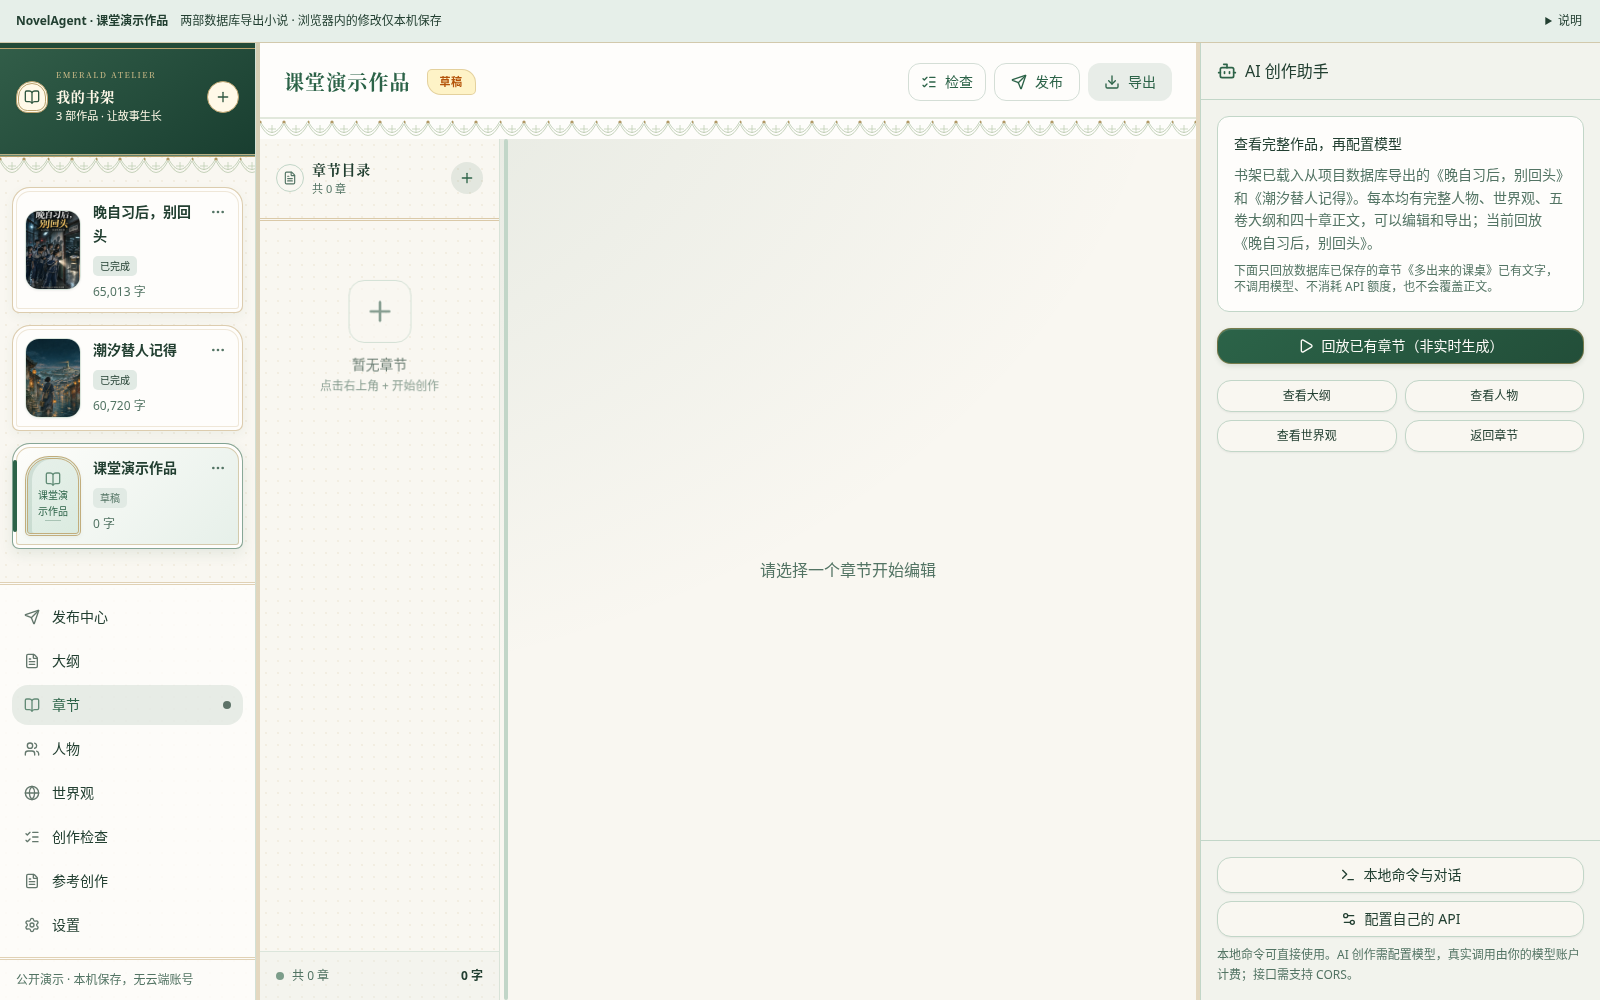 NovelAgent · 课堂演示作品 两部数据库导出小说 · 浏览器内的修改仅本机保存
说明
EMERALD ATELIER
我的书架
3 部作品 · 让故事生长
晚自习后，别回头
晚自习后，别回
头
已完成
65,013 字
潮汐替人记得
已完成
60,720 字
课堂演
示作品
课堂演示作品
草稿
0 字
发布中心
大纲
章节
人物
世界观
创作检查
参考创作
设置
公开演示 · 本机保存，无云端账号
课堂演示作品
草稿
检查
发布
导出
章节目录
共 0 章
暂无章节
点击右上角 + 开始创作
共 0 章
0 字
请选择一个章节开始编辑
AI 创作助手
查看完整作品，再配置模型
书架已载入从项目数据库导出的《晚自习后，别回头》
和《潮汐替人记得》。每本均有完整人物、世界观、五
卷大纲和四十章正文，可以编辑和导出；当前回放
《晚自习后，别回头》。
下面只回放数据库已保存的章节《多出来的课桌》已有文字，
不调用模型、不消耗 API 额度，也不会覆盖正文。
回放已有章节（非实时生成）
查看大纲
查看人物
查看世界观
返回章节
本地命令与对话
配置自己的 API
本地命令可直接使用。AI 创作需配置模型，真实调用由你的模型账户
计费；接口需支持 CORS。